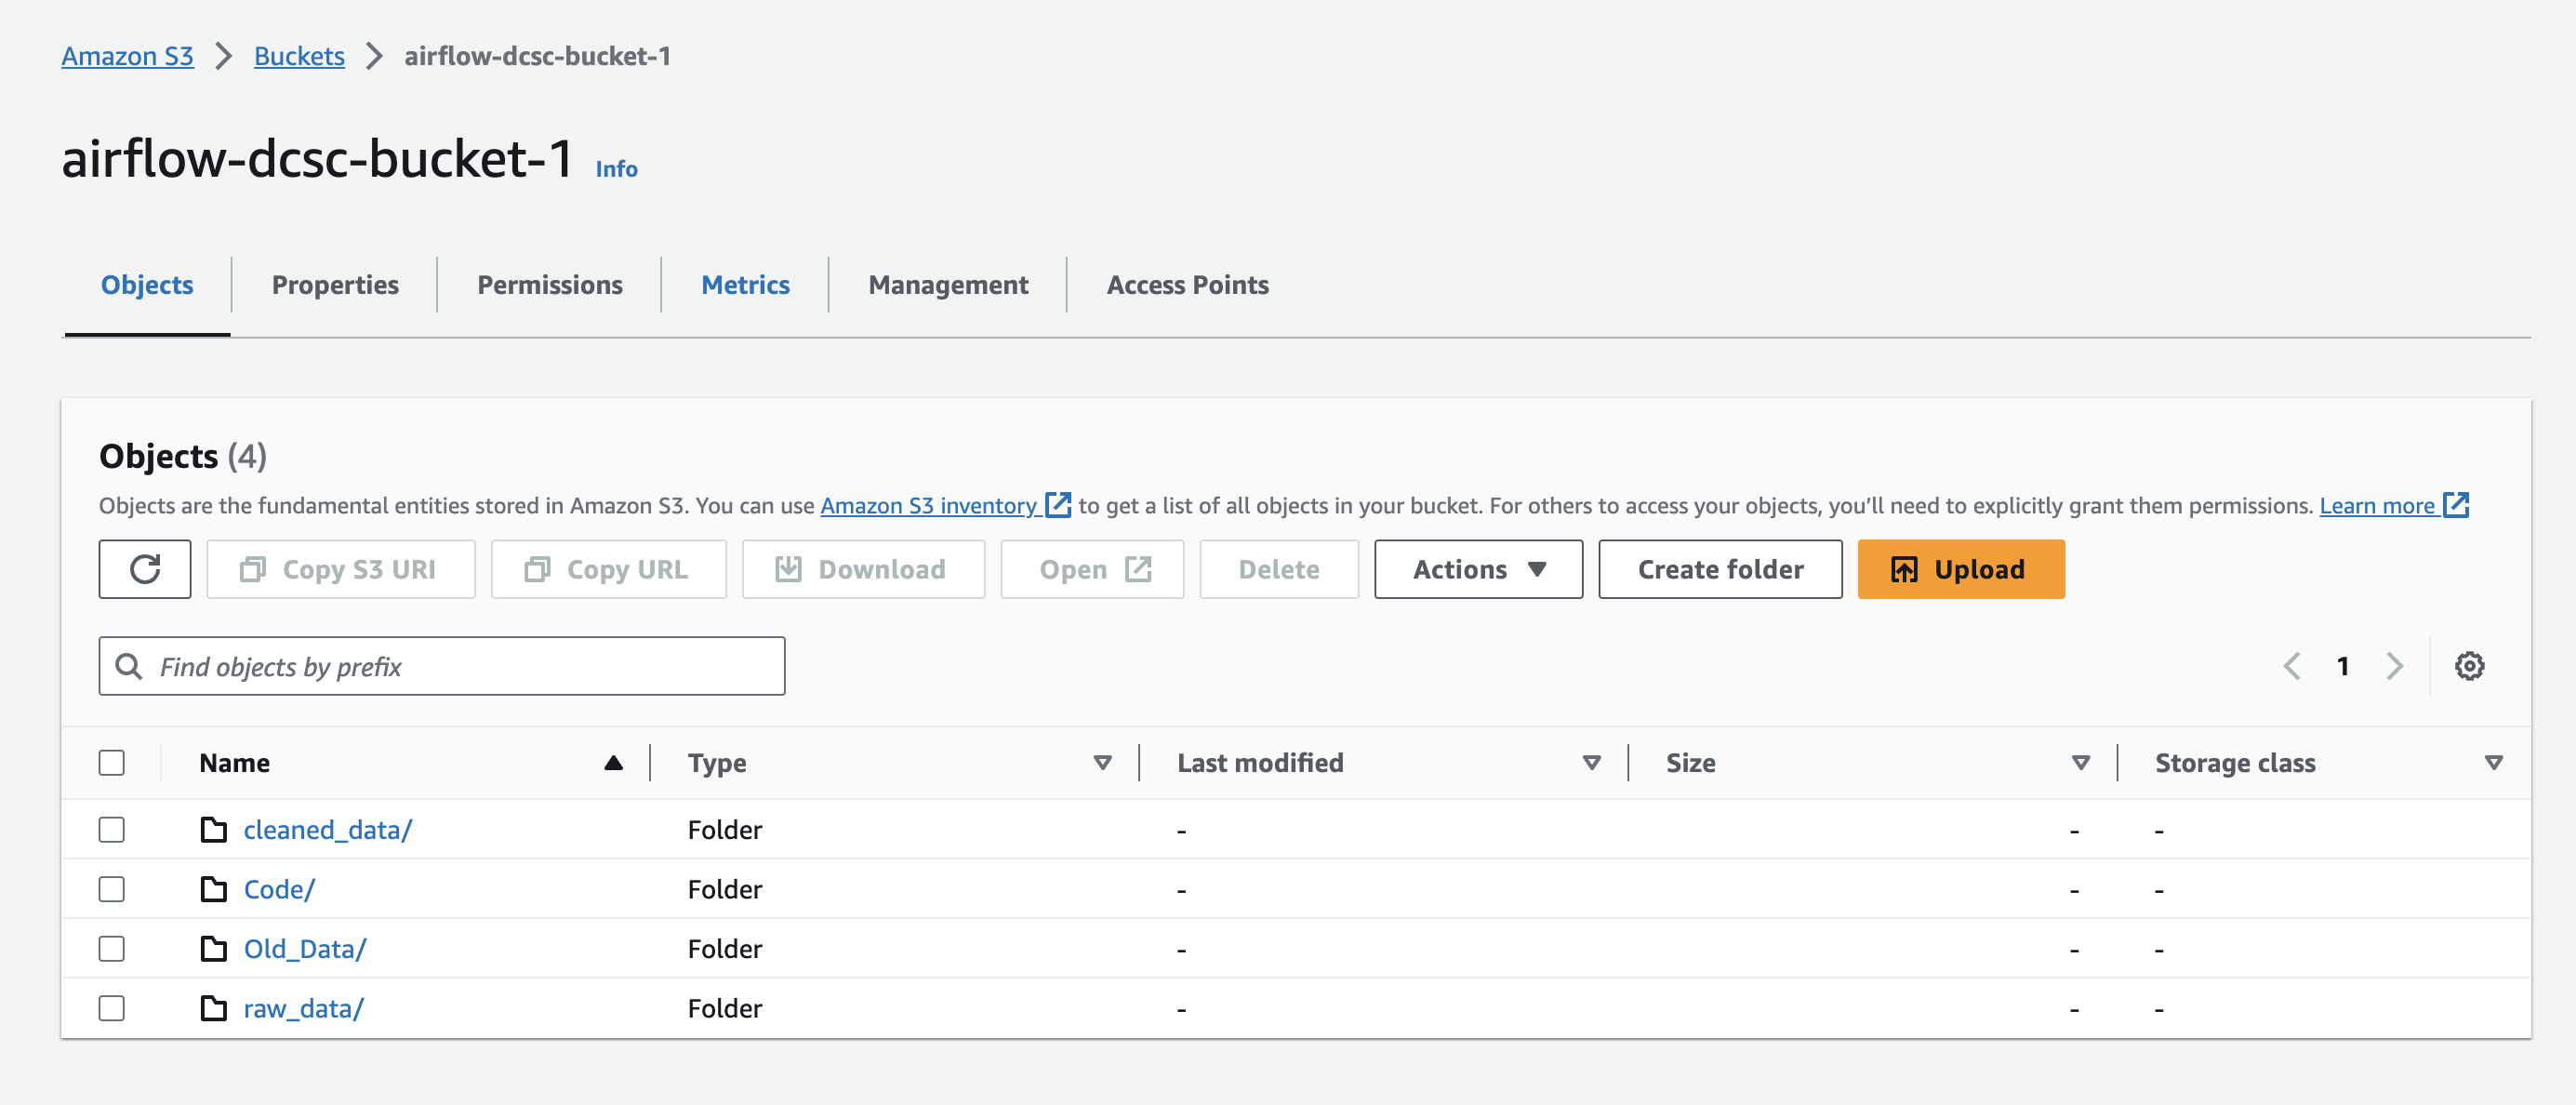 Amazon S3 Buckets airflow-dcsc-bucket-1
airflow-dcsc-bucket-1 Info
Objects Properties Permissions Metrics Management Access Points
Objects (4)
Objects are the fundamental entities stored in Amazon S3. You can use Amazon S3 inventory to get a list of all objects in your bucket. For others to access your objects, you’ll need to explicitly grant them permissions. Learn more
Copy S3 URI Copy URL Download Open Delete Actions Create folder Upload
Find objects by prefix 1
Name Type Last modified Size Storage class
cleaned_data/ Folder - - -
Code/ Folder - - -
Old_Data/ Folder - - -
raw_data/ Folder - - -